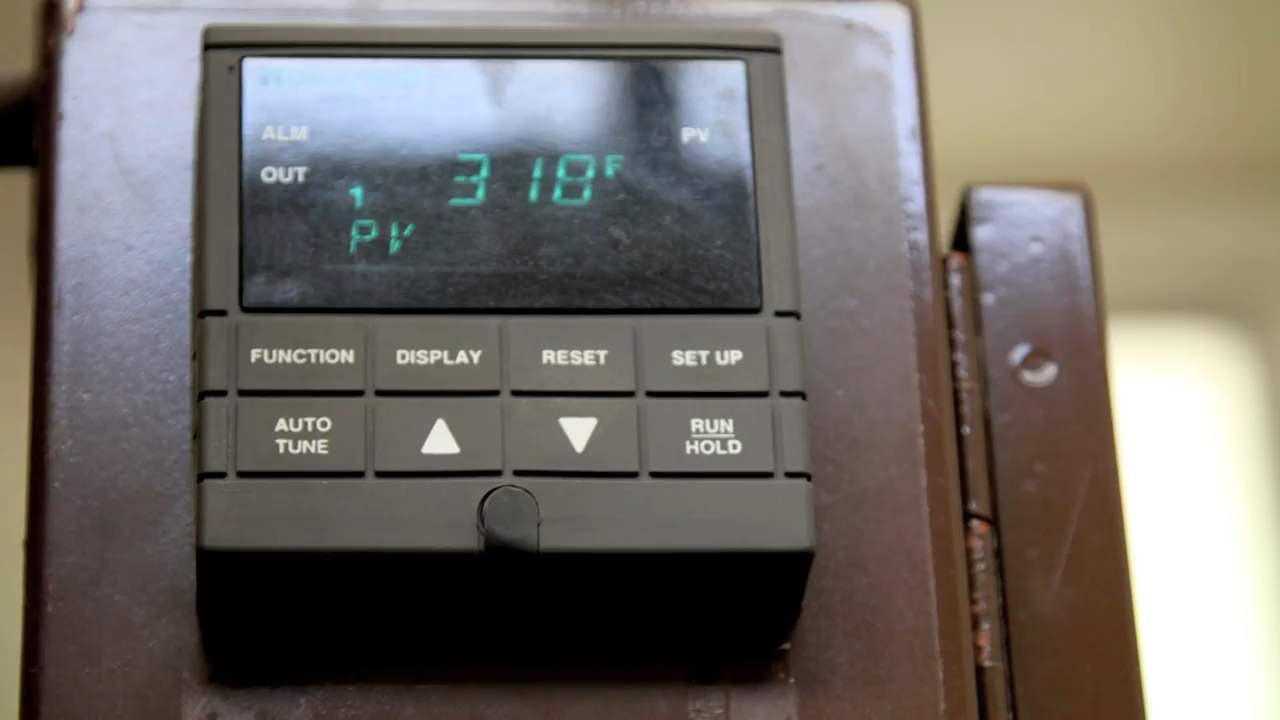 ALM
PV
OUT
1
318F
PV
FUNCTION
DISPLAY
RESET
SET UP
AUTO
TUNE
RUN
HOLD